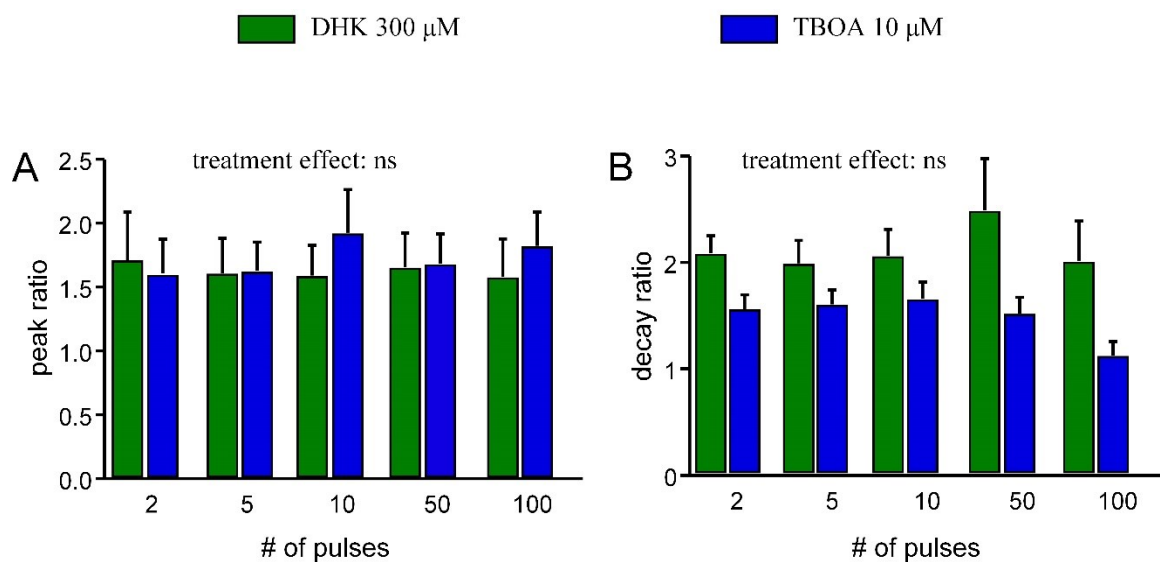 DHK 300 μM
TBOA 10 μM
A
treatment effect: ns
peak ratio
2.5
2.0
1.5
1.0
0.5
0.0
2 5 10 50 100
# of pulses
B
treatment effect: ns
decay ratio
3
2
1
0
2 5 10 50 100
# of pulses